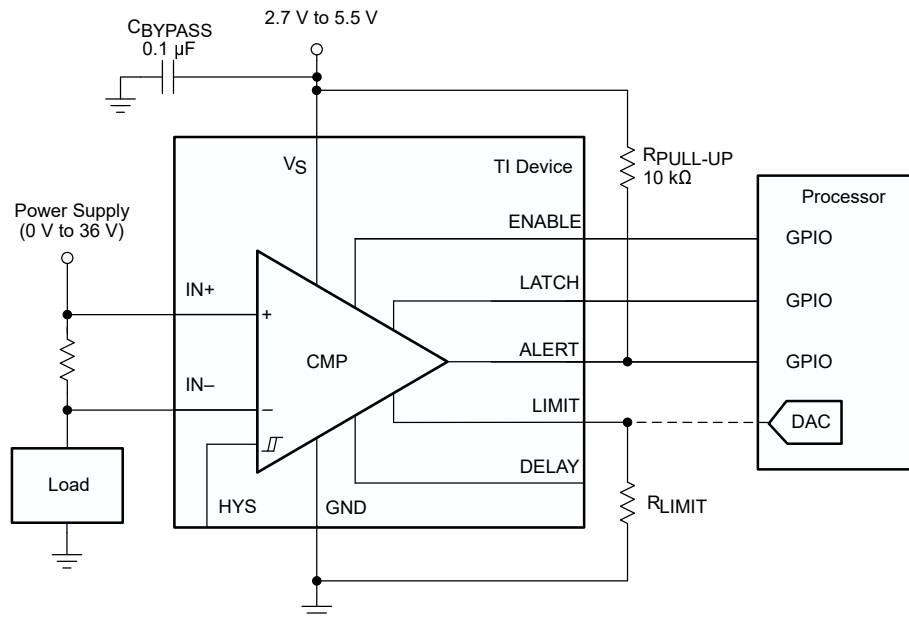 2.7 V to 5.5 V
CBYPASS
0.1 µF
VS
TI Device
RPULL-UP
10 kΩ
Processor
Power Supply
(0 V to 36 V)
ENABLE
GPIO
IN+
LATCH
GPIO
+
CMP
ALERT
GPIO
IN–
–
LIMIT
DAC
Load
DELAY
HYS
GND
RLIMIT